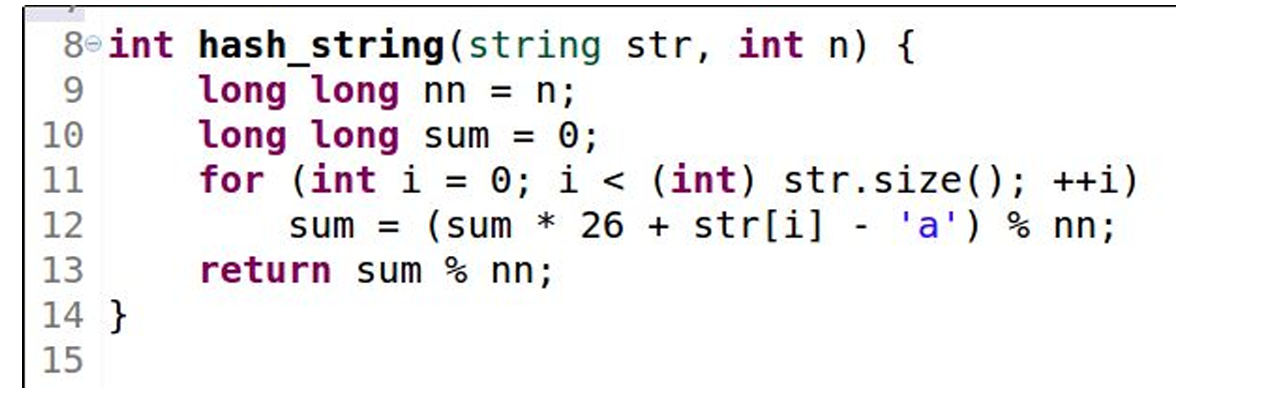 8 int hash_string(string str, int n) {
9     long long nn = n;
10     long long sum = 0;
11     for (int i = 0; i < (int) str.size(); ++i)
12         sum = (sum * 26 + str[i] - 'a') % nn;
13     return sum % nn;
14 }
15